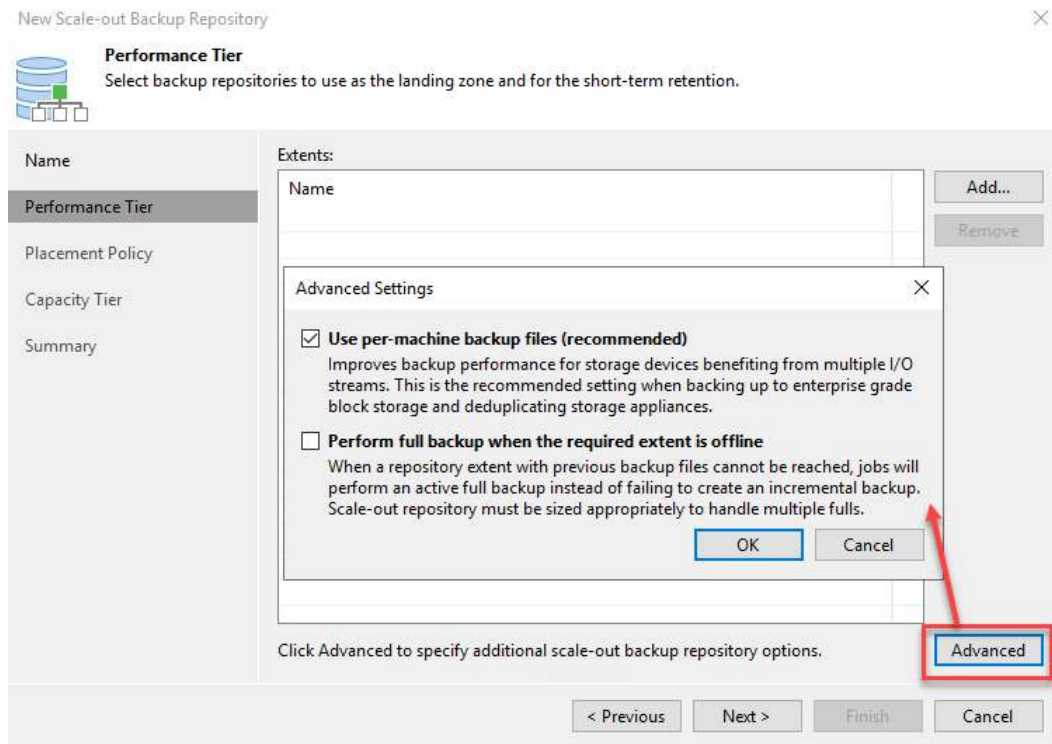 New Scale-out Backup Repository
Performance Tier
Select backup repositories to use as the landing zone and for the short-term retention.
Name
Performance Tier
Placement Policy
Capacity Tier
Summary
Extents:
Name
Add...
Remove
Advanced Settings
Use per-machine backup files (recommended)
Improves backup performance for storage devices benefiting from multiple I/O
streams. This is the recommended setting when backing up to enterprise grade
block storage and deduplicating storage appliances.
Perform full backup when the required extent is offline
When a repository extent with previous backup files cannot be reached, jobs will
perform an active full backup instead of failing to create an incremental backup.
Scale-out repository must be sized appropriately to handle multiple fulls.
OK
Cancel
Click Advanced to specify additional scale-out backup repository options.
Advanced
< Previous
Next >
Finish
Cancel